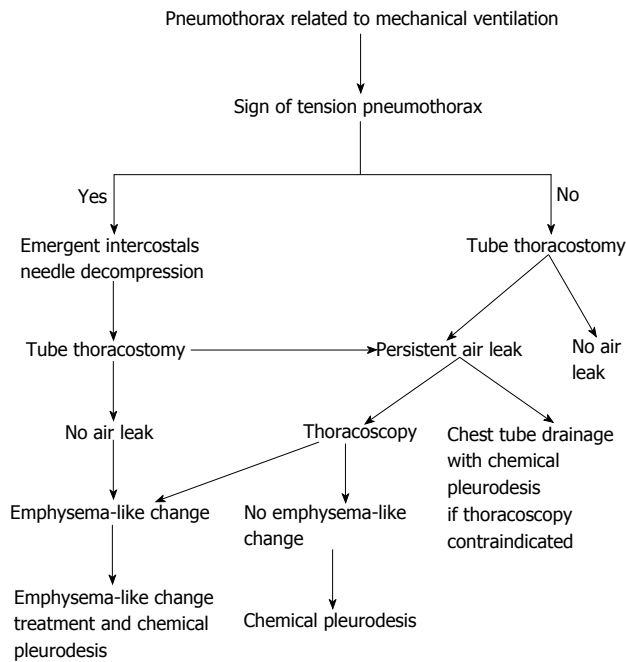 Pneumothorax related to mechanical ventilation
Sign of tension pneumothorax
Yes
No
Emergent intercostals
needle decompression
Tube thoracostomy
Tube thoracostomy
Persistent air leak
No air
leak
No air leak
Thoracoscopy
Chest tube drainage
with chemical
pleurodesis
if thoracoscopy
contraindicated
Emphysema-like change
No emphysema-like
change
Emphysema-like change
treatment and chemical
pleurodesis
Chemical pleurodesis